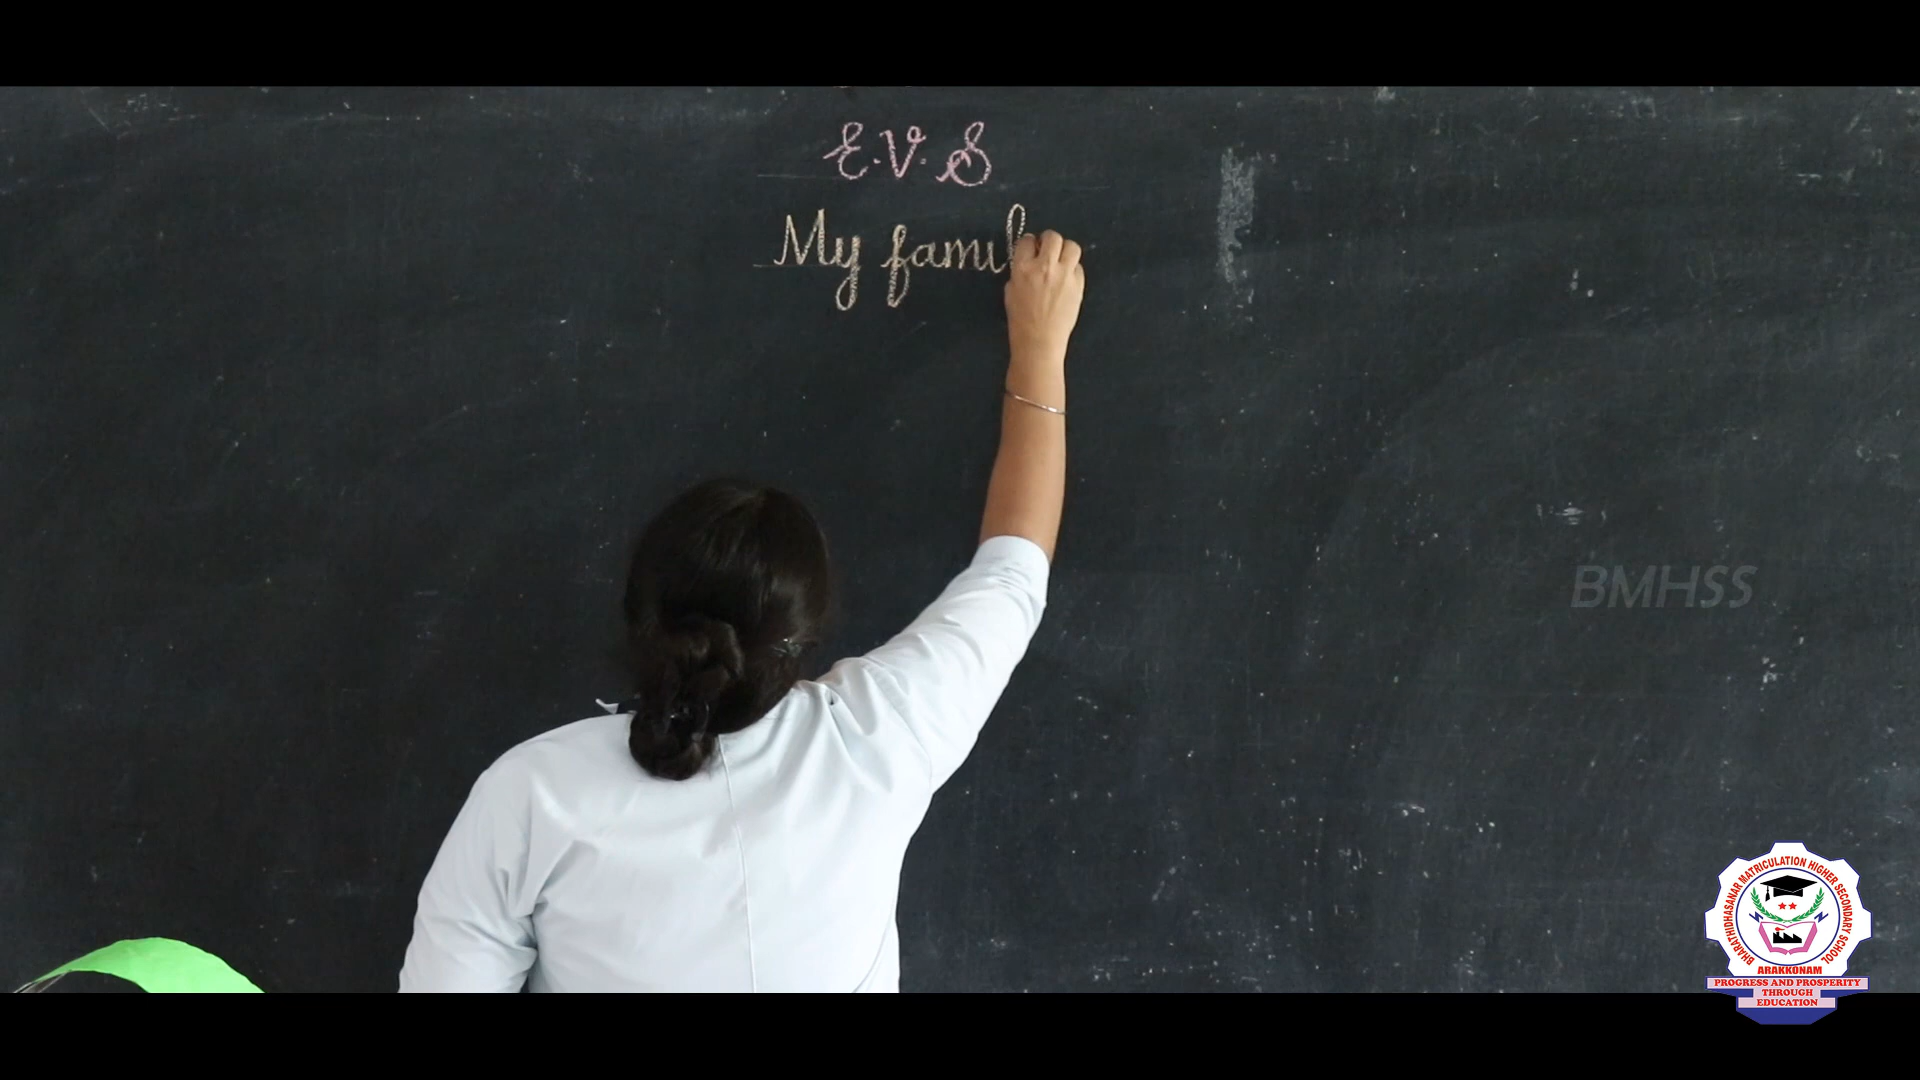 E.V.S
My famil
BMHSS
BHARATHIDHASANAR MATRICULATION HIGHER SECONDARY SCHOOL
ARAKKONAM
PROGRESS AND PROSPERITY
THROUGH
EDUCATION